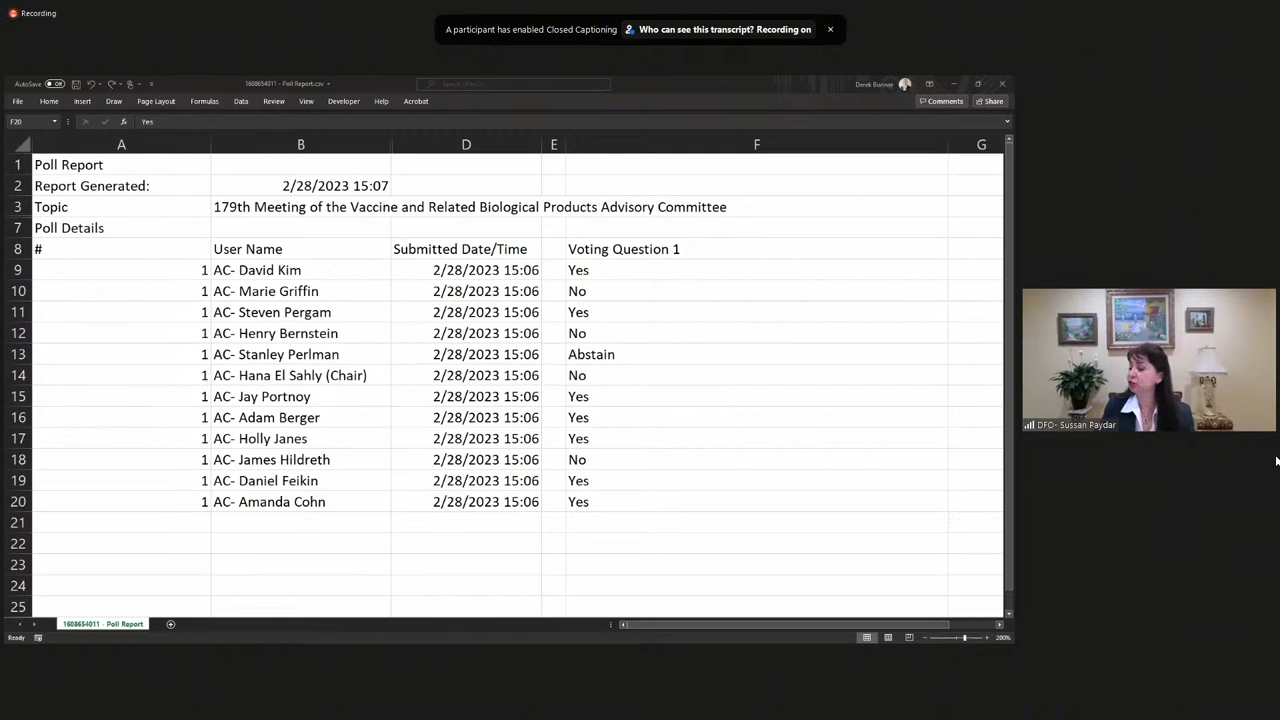 Recording
A participant has enabled Closed Captioning Who can see this transcript? Recording on
AutoSave Off 1608654011 - Poll Report.csv Derek Bonner
File Home Insert Draw Page Layout Formulas Data Review View Developer Help Acrobat Comments Share
F20 fx Yes
A B D E F G
1 Poll Report
2 Report Generated: 2/28/2023 15:07
3 Topic 179th Meeting of the Vaccine and Related Biological Products Advisory Committee
7 Poll Details
8 # User Name Submitted Date/Time Voting Question 1
9 1 AC- David Kim 2/28/2023 15:06 Yes
10 1 AC- Marie Griffin 2/28/2023 15:06 No
11 1 AC- Steven Pergam 2/28/2023 15:06 Yes
12 1 AC- Henry Bernstein 2/28/2023 15:06 No
13 1 AC- Stanley Perlman 2/28/2023 15:06 Abstain
14 1 AC- Hana El Sahly (Chair) 2/28/2023 15:06 No
15 1 AC- Jay Portnoy 2/28/2023 15:06 Yes
16 1 AC- Adam Berger 2/28/2023 15:06 Yes
17 1 AC- Holly Janes 2/28/2023 15:06 Yes
18 1 AC- James Hildreth 2/28/2023 15:06 No
19 1 AC- Daniel Feikin 2/28/2023 15:06 Yes
20 1 AC- Amanda Cohn 2/28/2023 15:06 Yes
21
22
23
24
25
DFO- Sussan Paydar
1608654011 - Poll Report
Ready 200%